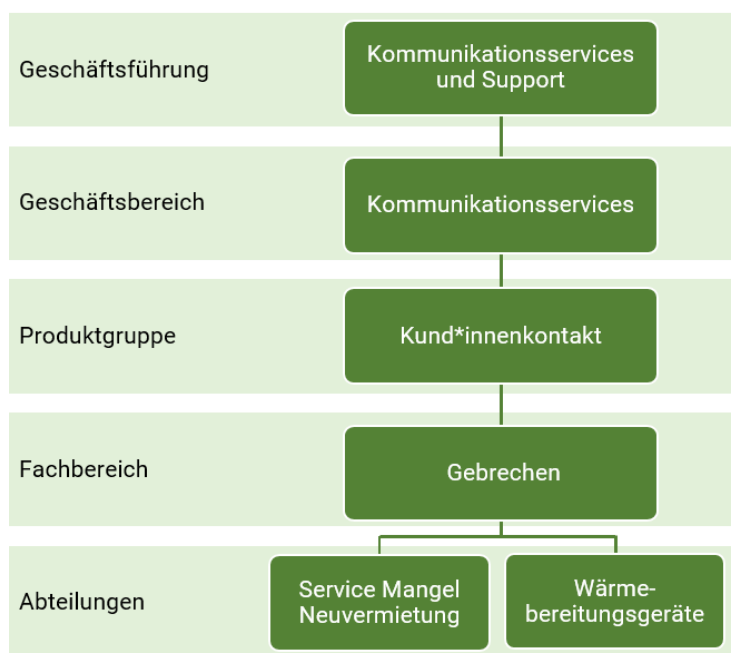 Geschäftsführung
Kommunikationsservices
und Support
Geschäftsbereich
Kommunikationsservices
Produktgruppe
Kund*innenkontakt
Fachbereich
Gebrechen
Abteilungen
Service Mangel
Neuvermietung
Wärme-
bereitungsgeräte